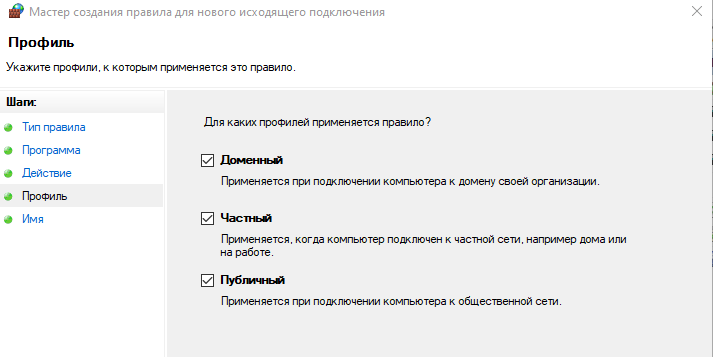 Мастер создания правила для нового исходящего подключения
Профиль
Укажите профили, к которым применяется это правило.
Шаги:
Тип правила
Программа
Действие
Профиль
Имя
Для каких профилей применяется правило?
Доменный
Применяется при подключении компьютера к домену своей организации.
Частный
Применяется, когда компьютер подключен к частной сети, например дома или
на работе.
Публичный
Применяется при подключении компьютера к общественной сети.